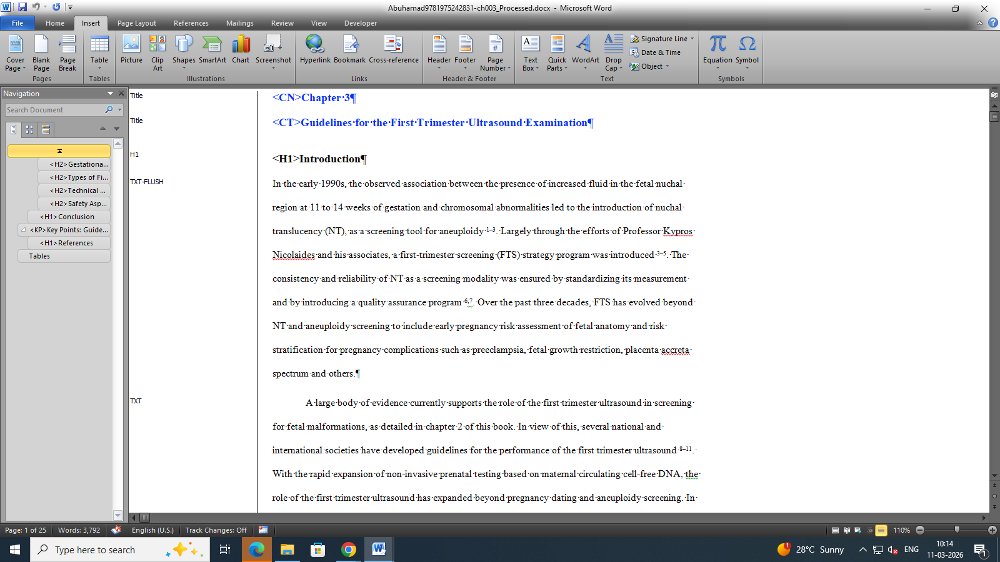 Abuhamad9781975242831-ch003_Processed.docx - Microsoft Word
File Home Insert Page Layout References Mailings Review View Developer
Cover Page
Blank Page
Page Break
Pages
Table
Tables
Picture
Clip Art
Shapes
SmartArt
Chart
Screenshot
Illustrations
Hyperlink
Bookmark
Cross-reference
Links
Header
Footer
Page Number
Header & Footer
Text Box
Quick Parts
WordArt
Drop Cap
Signature Line
Date & Time
Object
Text
Equation
Symbol
Symbols
Navigation
Search Document
<H2>Gestationa...
<H2>Types of Fi...
<H2>Technical ...
<H2>Safety Asp...
<H1>Conclusion
<KP>Key Points: Guide...
<H1>References
Tables
Title
<CN>Chapter·3¶
Title
<CT>Guidelines·for·the·First·Trimester·Ultrasound·Examination¶
H1
<H1>Introduction¶
TXT-FLUSH
In·the·early·1990s,·the·observed·association·between·the·presence·of·increased·fluid·in·the·fetal·nuchal·
region·at·11·to·14·weeks·of·gestation·and·chromosomal·abnormalities·led·to·the·introduction·of·nuchal·
translucency·(NT),·as·a·screening·tool·for·aneuploidy·1–3.·Largely·through·the·efforts·of·Professor·Kypros·
Nicolaides·and·his·associates,·a·first-trimester·screening·(FTS)·strategy·program·was·introduced·3–5.·The·
consistency·and·reliability·of·NT·as·a·screening·modality·was·ensured·by·standardizing·its·measurement·
and·by·introducing·a·quality·assurance·program·6,7.·Over·the·past·three·decades,·FTS·has·evolved·beyond·
NT·and·aneuploidy·screening·to·include·early·pregnancy·risk·assessment·of·fetal·anatomy·and·risk·
stratification·for·pregnancy·complications·such·as·preeclampsia,·fetal·growth·restriction,·placenta·accreta·
spectrum·and·others.¶
TXT
A·large·body·of·evidence·currently·supports·the·role·of·the·first·trimester·ultrasound·in·screening·
for·fetal·malformations,·as·detailed·in·chapter·2·of·this·book.·In·view·of·this,·several·national·and·
international·societies·have·developed·guidelines·for·the·performance·of·the·first·trimester·ultrasound·8–11.·
With·the·rapid·expansion·of·non-invasive·prenatal·testing·based·on·maternal·circulating·cell-free·DNA,·the·
role·of·the·first·trimester·ultrasound·has·expanded·beyond·pregnancy·dating·and·aneuploidy·screening.·In·
Page: 1 of 25 Words: 3,792 English (U.S.) Track Changes: Off 110%
Type here to search
28°C Sunny
ENG
10:14
11-03-2026
1